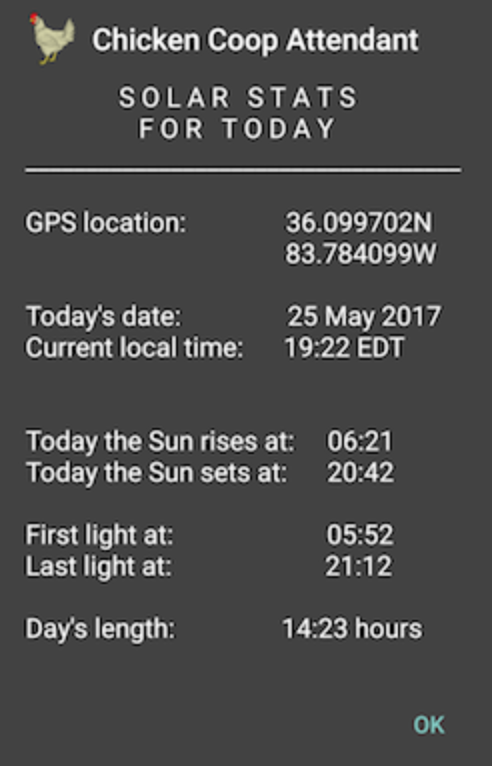 Chicken Coop Attendant
SOLAR STATS
FOR TODAY
GPS location: 36.099702N
83.784099W
Today's date: 25 May 2017
Current local time: 19:22 EDT
Today the Sun rises at: 06:21
Today the Sun sets at: 20:42
First light at: 05:52
Last light at: 21:12
Day's length: 14:23 hours
OK